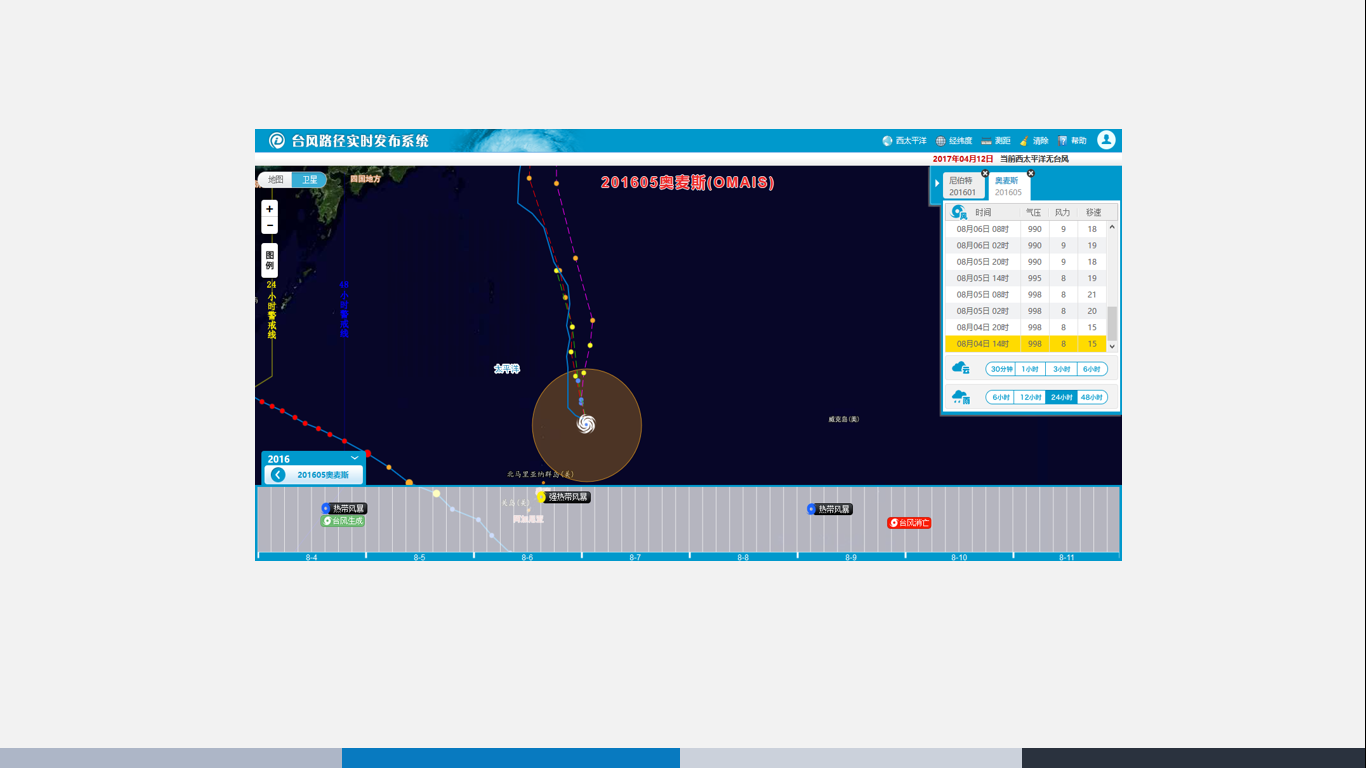 台风路径实时发布系统
西太平洋 经纬度 测距 清除 帮助
2017年04月12日 当前西太平洋无台风
地图 卫星
四国地方
201605奥麦斯(OMAIS)
尼伯特
201601
奥麦斯
201605
+
−
图例
24小时警戒线
48小时警戒线
时间 气压 风力 移速
08月06日 08时 990 9 18
08月06日 02时 990 9 19
08月05日 20时 990 9 18
08月05日 14时 995 8 19
08月05日 08时 998 8 21
08月05日 02时 998 8 20
08月04日 20时 998 8 15
08月04日 14时 998 8 15
云 30分钟 1小时 3小时 6小时
雨 6小时 12小时 24小时 48小时
太平洋
威克岛(美)
北马里亚纳群岛(美)
2016
201605奥麦斯
关岛(美)
强热带风暴
热带风暴
台风生成
热带风暴
台风消亡
8-4 8-5 8-6 8-7 8-8 8-9 8-10 8-11